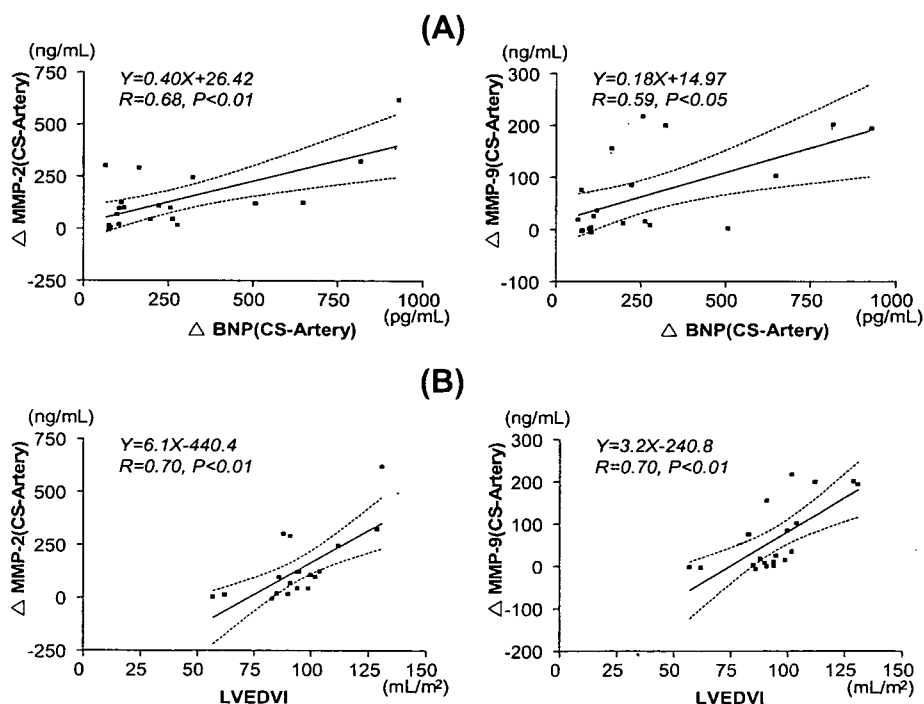 (A)
(ng/mL)
750
500
250
0
-250
△ MMP-2(CS-Artery)
Y=0.40X+26.42
R=0.68, P<0.01
0 250 500 750 1000
(pg/mL)
△ BNP(CS-Artery)
(ng/mL)
300
200
100
0
-100
△ MMP-9(CS-Artery)
Y=0.18X+14.97
R=0.59, P<0.05
0 250 500 750 1000
(pg/mL)
△ BNP(CS-Artery)
(B)
(ng/mL)
750
500
250
0
-250
△ MMP-2(CS-Artery)
Y=6.1X-440.4
R=0.70, P<0.01
0 25 50 75 100 125 150
(mL/m²)
LVEDVI
(ng/mL)
300
200
100
0
-100
-200
△ MMP-9(CS-Artery)
Y=3.2X-240.8
R=0.70, P<0.01
0 25 50 75 100 125 150
(mL/m²)
LVEDVI